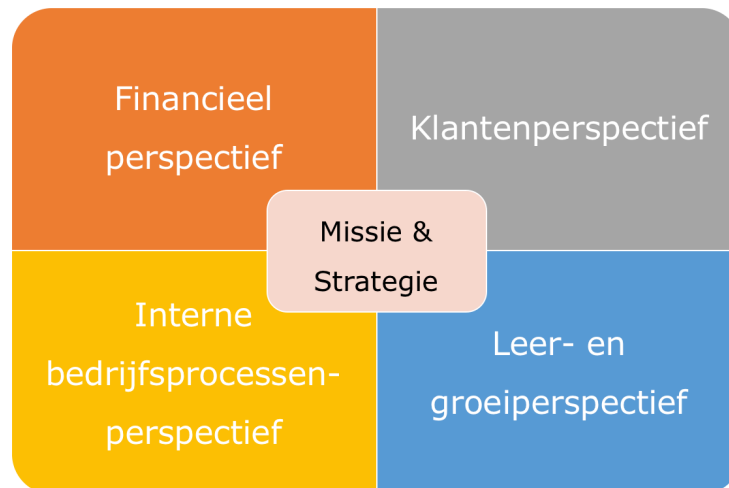 Financieel
perspectief
Klantenperspectief
Missie &
Strategie
Interne
bedrijfsprocessen-
perspectief
Leer- en
groeiperspectief